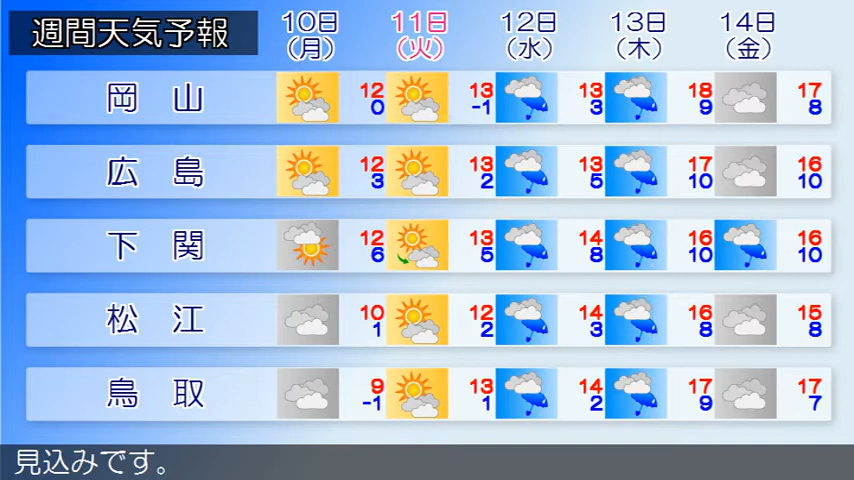 週間天気予報
10日 11日 12日 13日 14日
(月) (火) (水) (木) (金)
岡 山 12 0 13 -1 13 3 18 9 17 8
広 島 12 3 13 2 13 5 17 10 16 10
下 関 12 6 13 5 14 8 16 10 16 10
松 江 10 1 12 2 14 3 16 8 15 8
鳥 取 9 -1 13 1 14 2 17 9 17 7
見込みです。